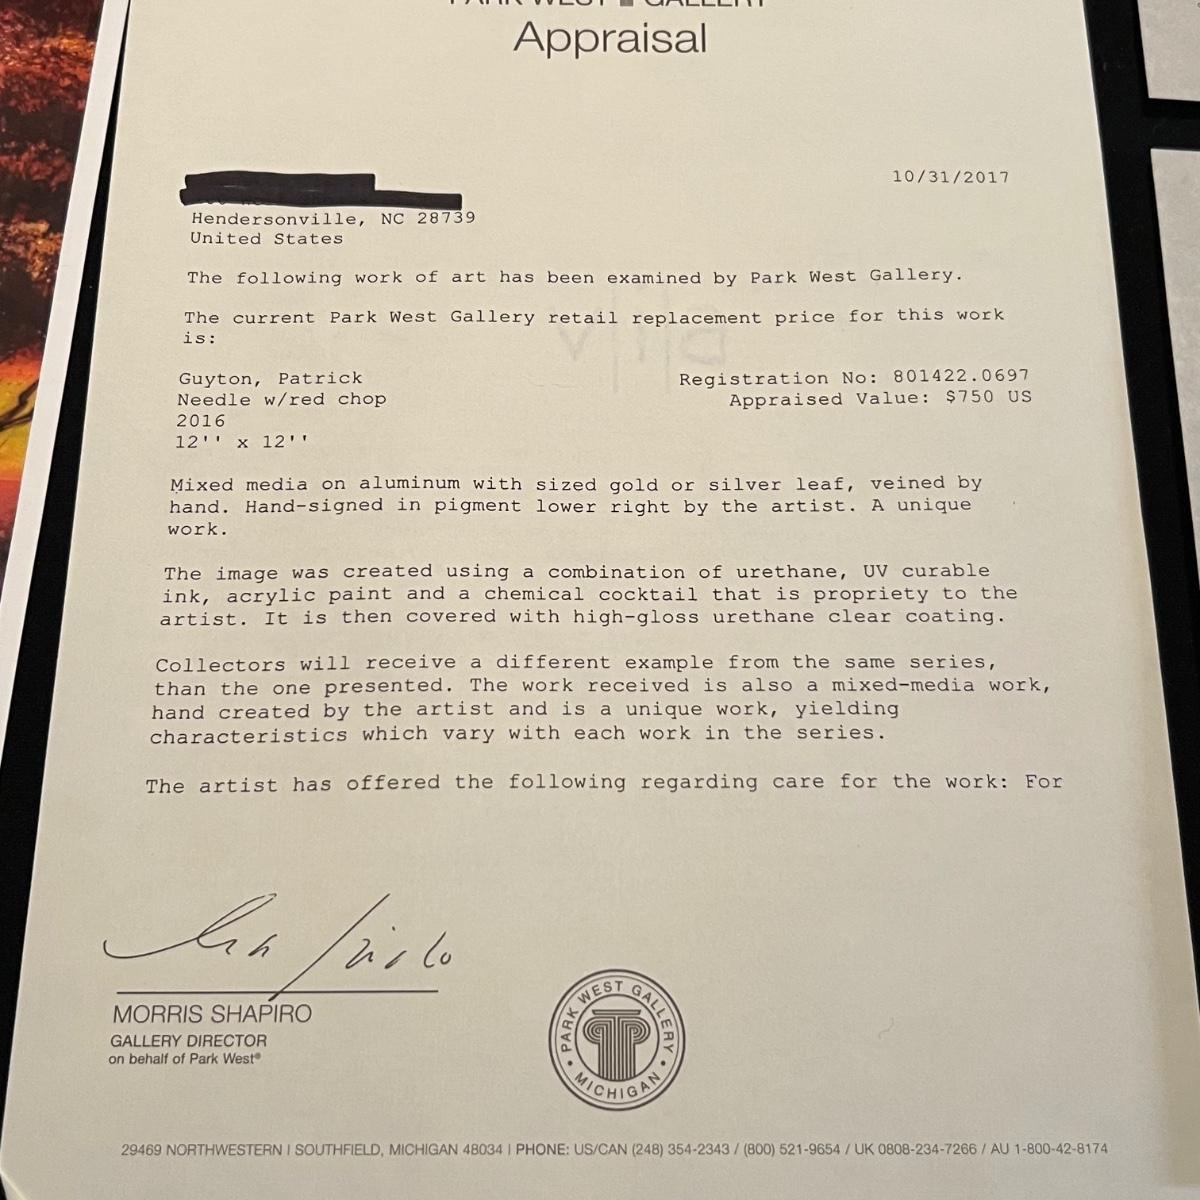 PARK WEST GALLERY
Appraisal
10/31/2017
Hendersonville, NC 28739
United States
The following work of art has been examined by Park West Gallery.
The current Park West Gallery retail replacement price for this work
is:
Guyton, Patrick
Needle w/red chop
2016
12'' x 12''
Registration No: 801422.0697
Appraised Value: $750 US
Mixed media on aluminum with sized gold or silver leaf, veined by
hand. Hand-signed in pigment lower right by the artist. A unique
work.
The image was created using a combination of urethane, UV curable
ink, acrylic paint and a chemical cocktail that is propriety to the
artist. It is then covered with high-gloss urethane clear coating.
Collectors will receive a different example from the same series,
than the one presented. The work received is also a mixed-media work,
hand created by the artist and is a unique work, yielding
characteristics which vary with each work in the series.
The artist has offered the following regarding care for the work: For
MORRIS SHAPIRO
GALLERY DIRECTOR
on behalf of Park West®
PARK WEST GALLERY
MICHIGAN
29469 NORTHWESTERN | SOUTHFIELD, MICHIGAN 48034 | PHONE: US/CAN (248) 354-2343 / (800) 521-9654 / UK 0808-234-7266 / AU 1-800-42-8174